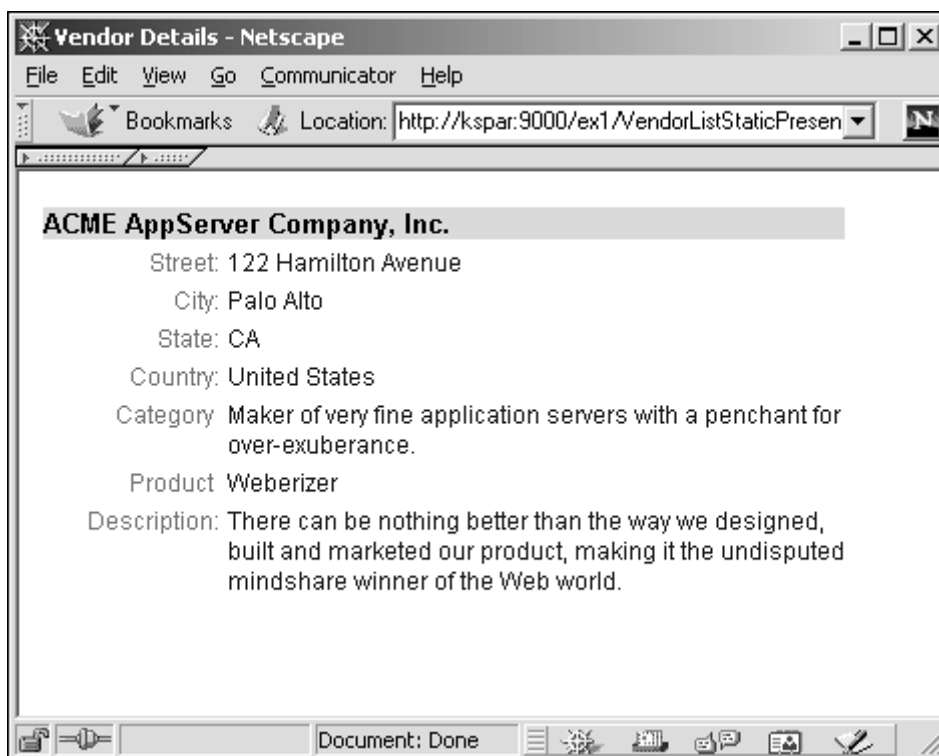 Vendor Details - Netscape
File Edit View Go Communicator Help
Bookmarks Location: http://kspar:9000/ex1/VendorListStaticPresen N
ACME AppServer Company, Inc.
Street: 122 Hamilton Avenue
City: Palo Alto
State: CA
Country: United States
Category Maker of very fine application servers with a penchant for
over-exuberance.
Product Weberizer
Description: There can be nothing better than the way we designed,
built and marketed our product, making it the undisputed
mindshare winner of the Web world.
Document: Done